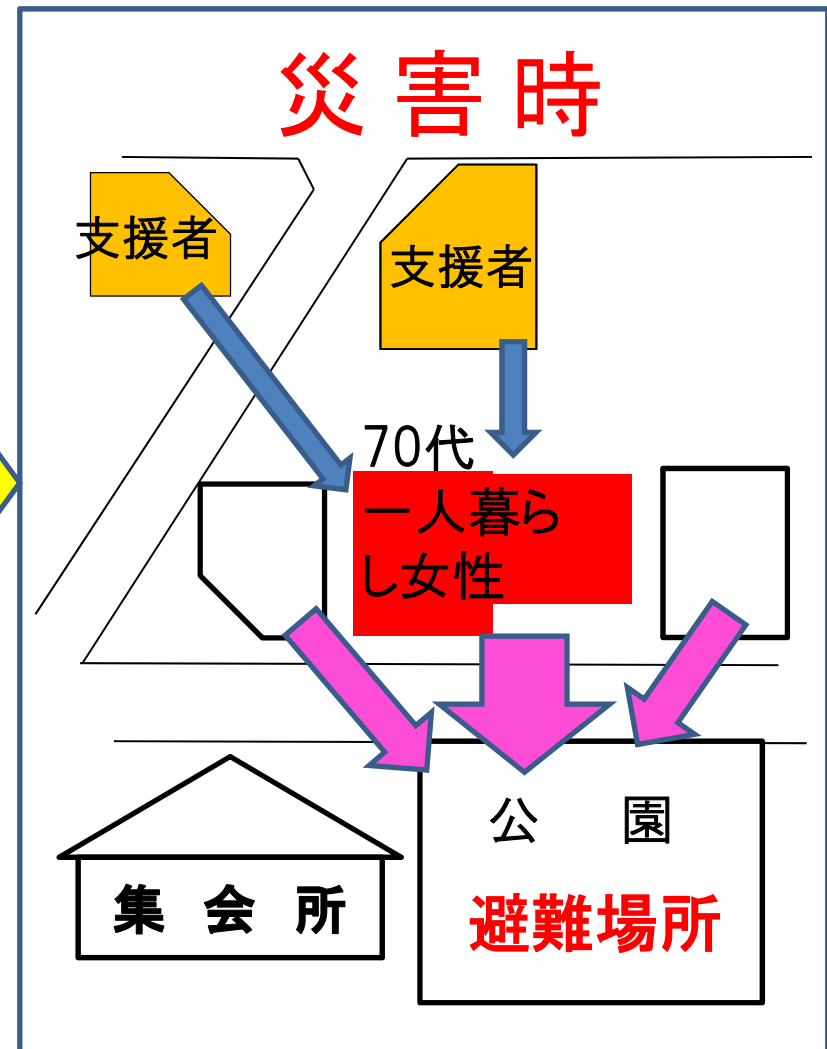 災害時
支援者
支援者
70代
一人暮ら
し女性
公園
集会所
避難場所